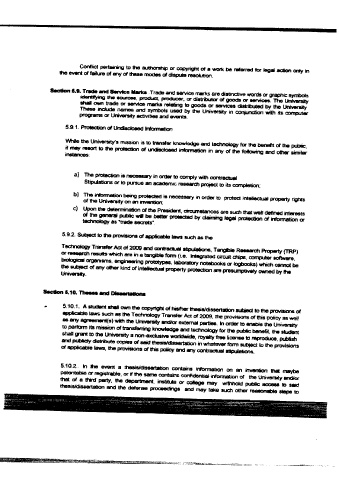 Conflict pertaining to the authorship or copyright of a work be referred for legal action only in
the event of failure of any of these modes of dispute resolution.
Section 5.9. Trade and Service Marks Trade and service marks are distinctive words or graphic symbols
identifying the sources, product, producer, or distributor of goods or services. The University
shall own trade or service marks relating to goods or services distributed by the University.
These include names and symbols used by the University in conjunction with its computer
programs or University activities and events.
5.9.1. Protection of Undisclosed Information
While the University's mission is to transfer knowledge and technology for the benefit of the public,
it may resort to the protection of undisclosed information in any of the following and other similar
instances:
a) The protection is necessary in order to comply with contractual
Stipulations or to pursue an academic research project to its completion;
b) The information being protected is necessary in order to protect intellectual property rights
of the University on an invention;
c) Upon the determination of the President, circumstances are such that well defined interests
of the general public will be better protected by claiming legal protection of information or
technology as "trade secrets"
5.9.2. Subject to the provisions of applicable laws such as the
Technology Transfer Act of 2009 and contractual stipulations, Tangible Research Property (TRP)
or research results which are in a tangible form (i.e. integrated circuit chips, computer software,
biological organisms, engineering prototypes, laboratory notebooks or logbooks) which cannot be
the subject of any other kind of intellectual property protection are presumptively owned by the
University.
Section 5.10. Theses and Dissertations
5.10.1. A student shall own the copyright of his/her thesis/dissertation subject to the provisions of
applicable laws such as the Technology Transfer Act of 2009, the provisions of this policy as well
as any agreement(s) with the University and/or external parties. In order to enable the University
to perform its mission of transferring knowledge and technology for the public benefit, the student
shall grant to the University a non-exclusive worldwide, royalty free license to reproduce, publish
and publicly distribute copies of said thesis/dissertation in whatever form subject to the provisions
of applicable laws, the provisions of this policy and any contractual stipulations.
5.10.2. In the event a thesis/dissertation contains information on an invention that maybe
patentable or registrable, or if the same contains confidential information of the University and/or
that of a third party, the department, institute or college may withhold public access to said
thesis/dissertation and the defense proceedings and may take such other reasonable steps to